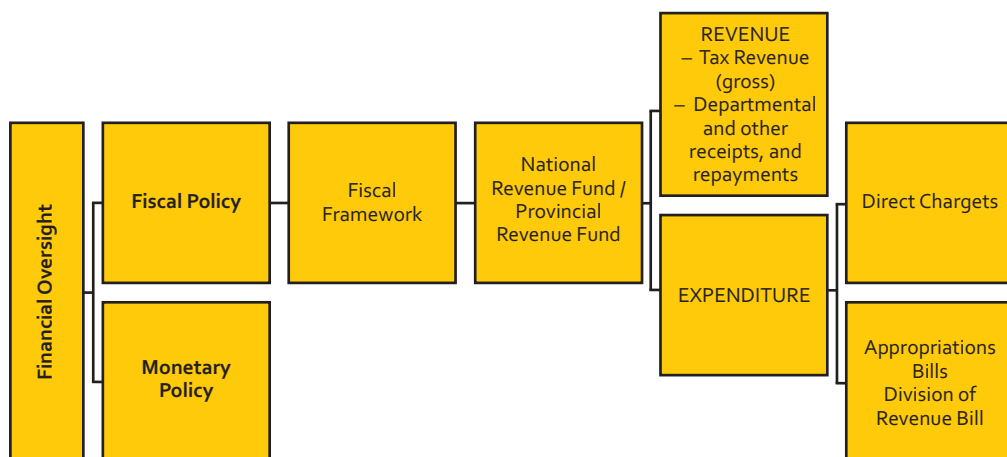 Financial Oversight
Fiscal Policy
Monetary
Policy
Fiscal
Framework
National
Revenue Fund /
Provincial
Revenue Fund
REVENUE
– Tax Revenue
(gross)
– Departmental
and other
receipts, and
repayments
EXPENDITURE
Direct Chargets
Appropriations
Bills
Division of
Revenue Bill